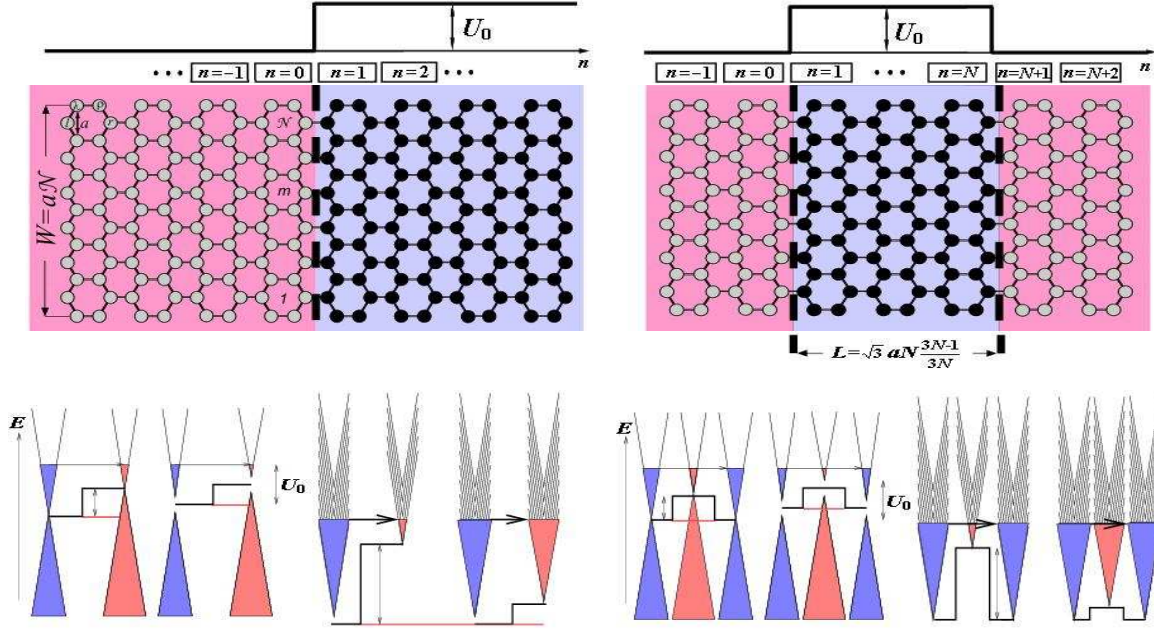 U₀
n
··· n=-1 n=0 n=1 n=2 ···
λ ρ
l a r
𝒩
m
1
W=a𝒩
U₀
n
n=-1 n=0 n=1 ··· n=N n=N+1 n=N+2
L=√3 aN (3N-1)/(3N)
E
U₀
E
U₀